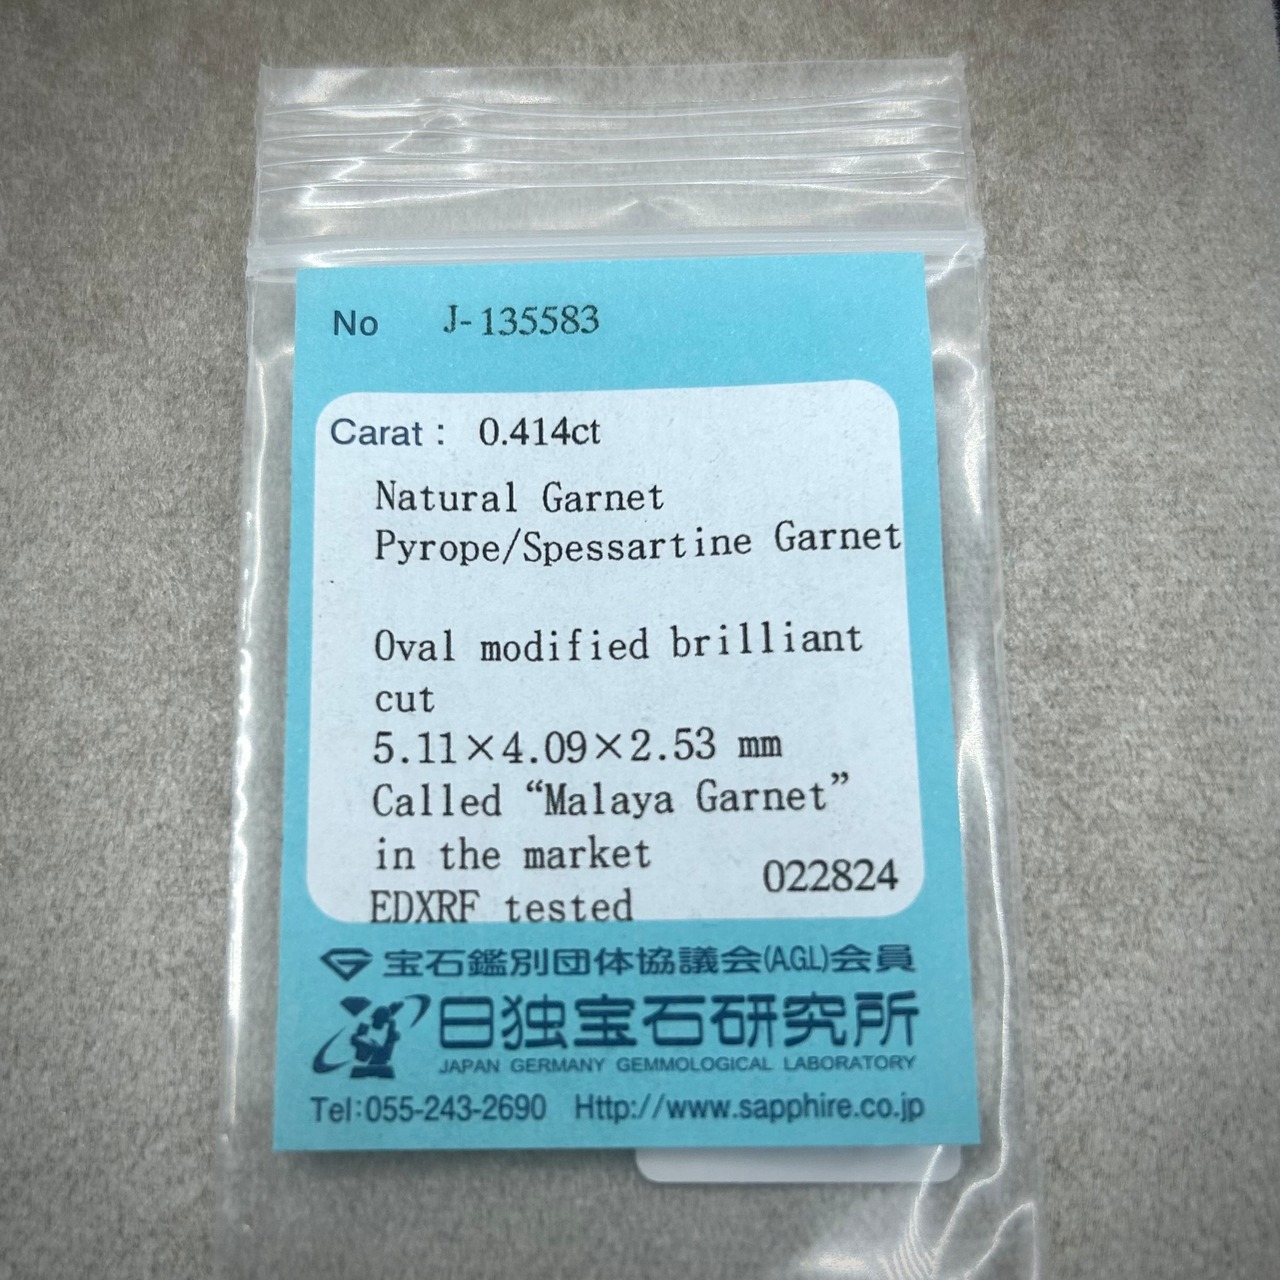 No J-135583
Carat : 0.414ct
Natural Garnet
Pyrope/Spessartine Garnet
Oval modified brilliant
cut
5.11×4.09×2.53 mm
Called “Malaya Garnet”
in the market
022824
EDXRF tested
宝石鑑別団体協議会(AGL)会員
日独宝石研究所
JAPAN GERMANY GEMMOLOGICAL LABORATORY
Tel:055-243-2690 Http://www.sapphire.co.jp